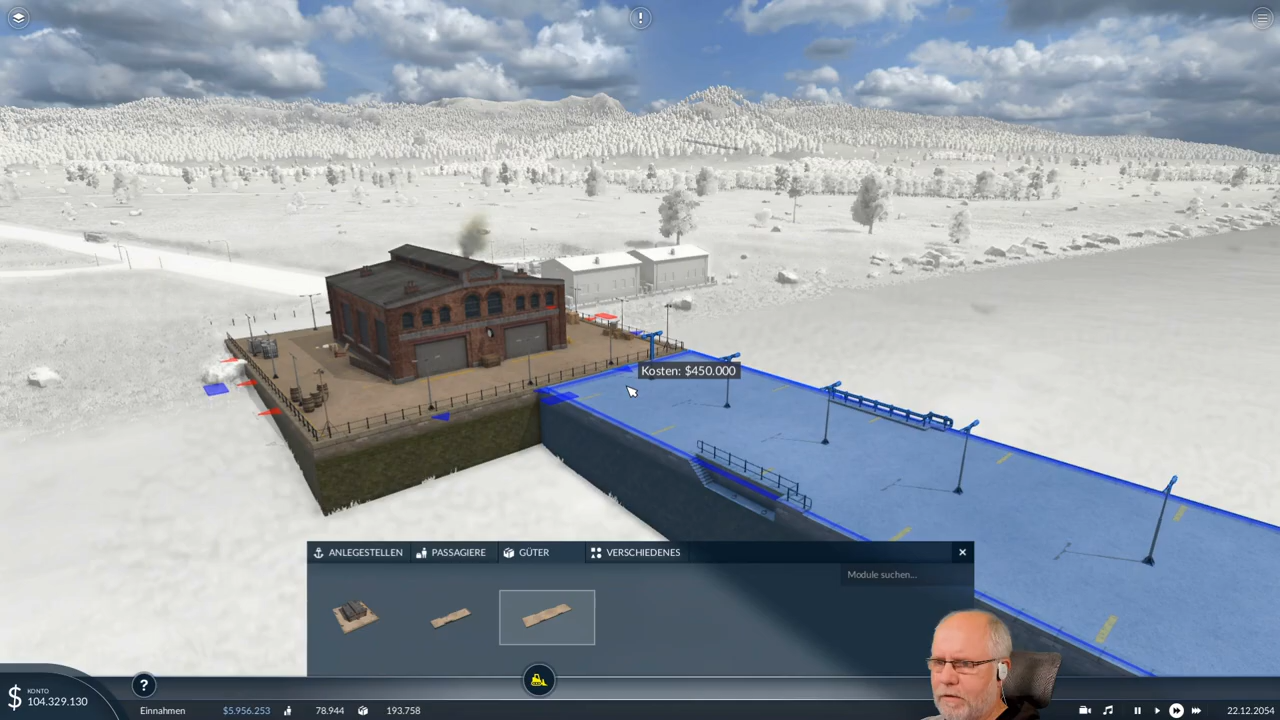 Kosten: $450.000
ANLEGESTELLEN
PASSAGIERE
GÜTER
VERSCHIEDENES
Module suchen...
KONTO
104.329.130
Einnahmen
$5.956.253
78.944
193.758
22.12.2054